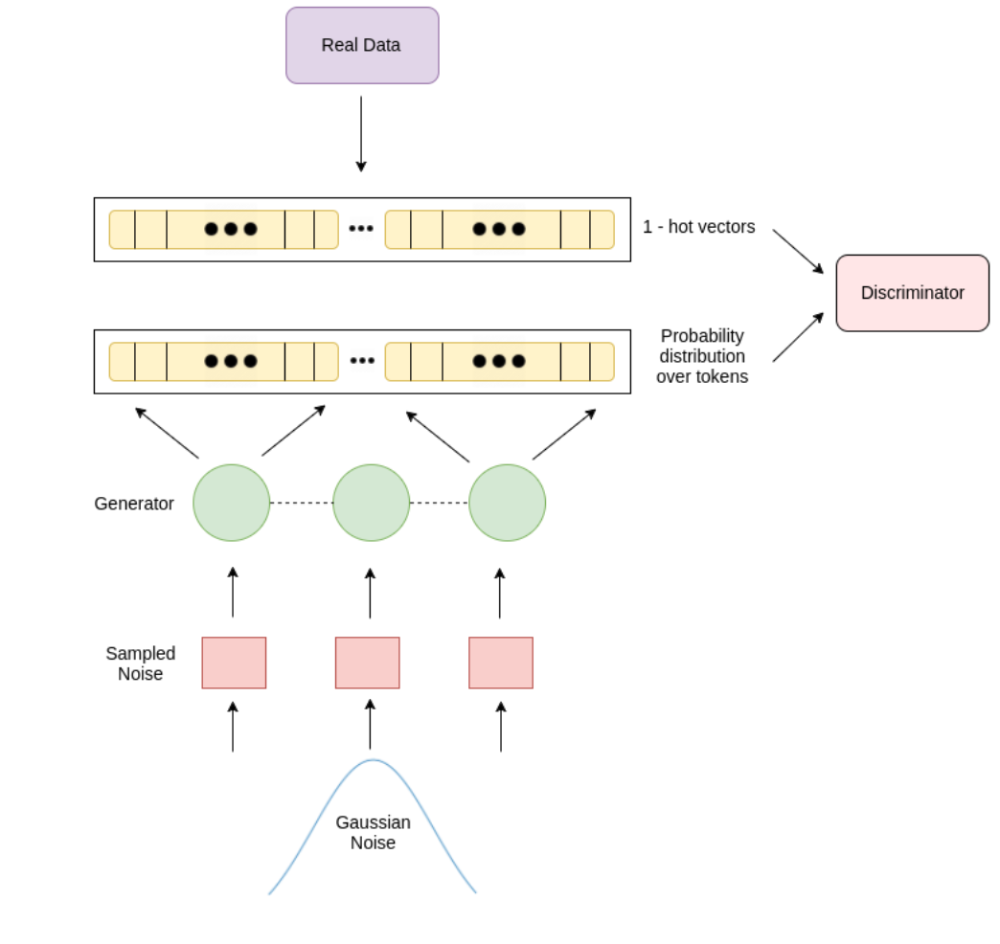 Real Data
1 - hot vectors
Discriminator
Probability
distribution
over tokens
Generator
Sampled
Noise
Gaussian
Noise